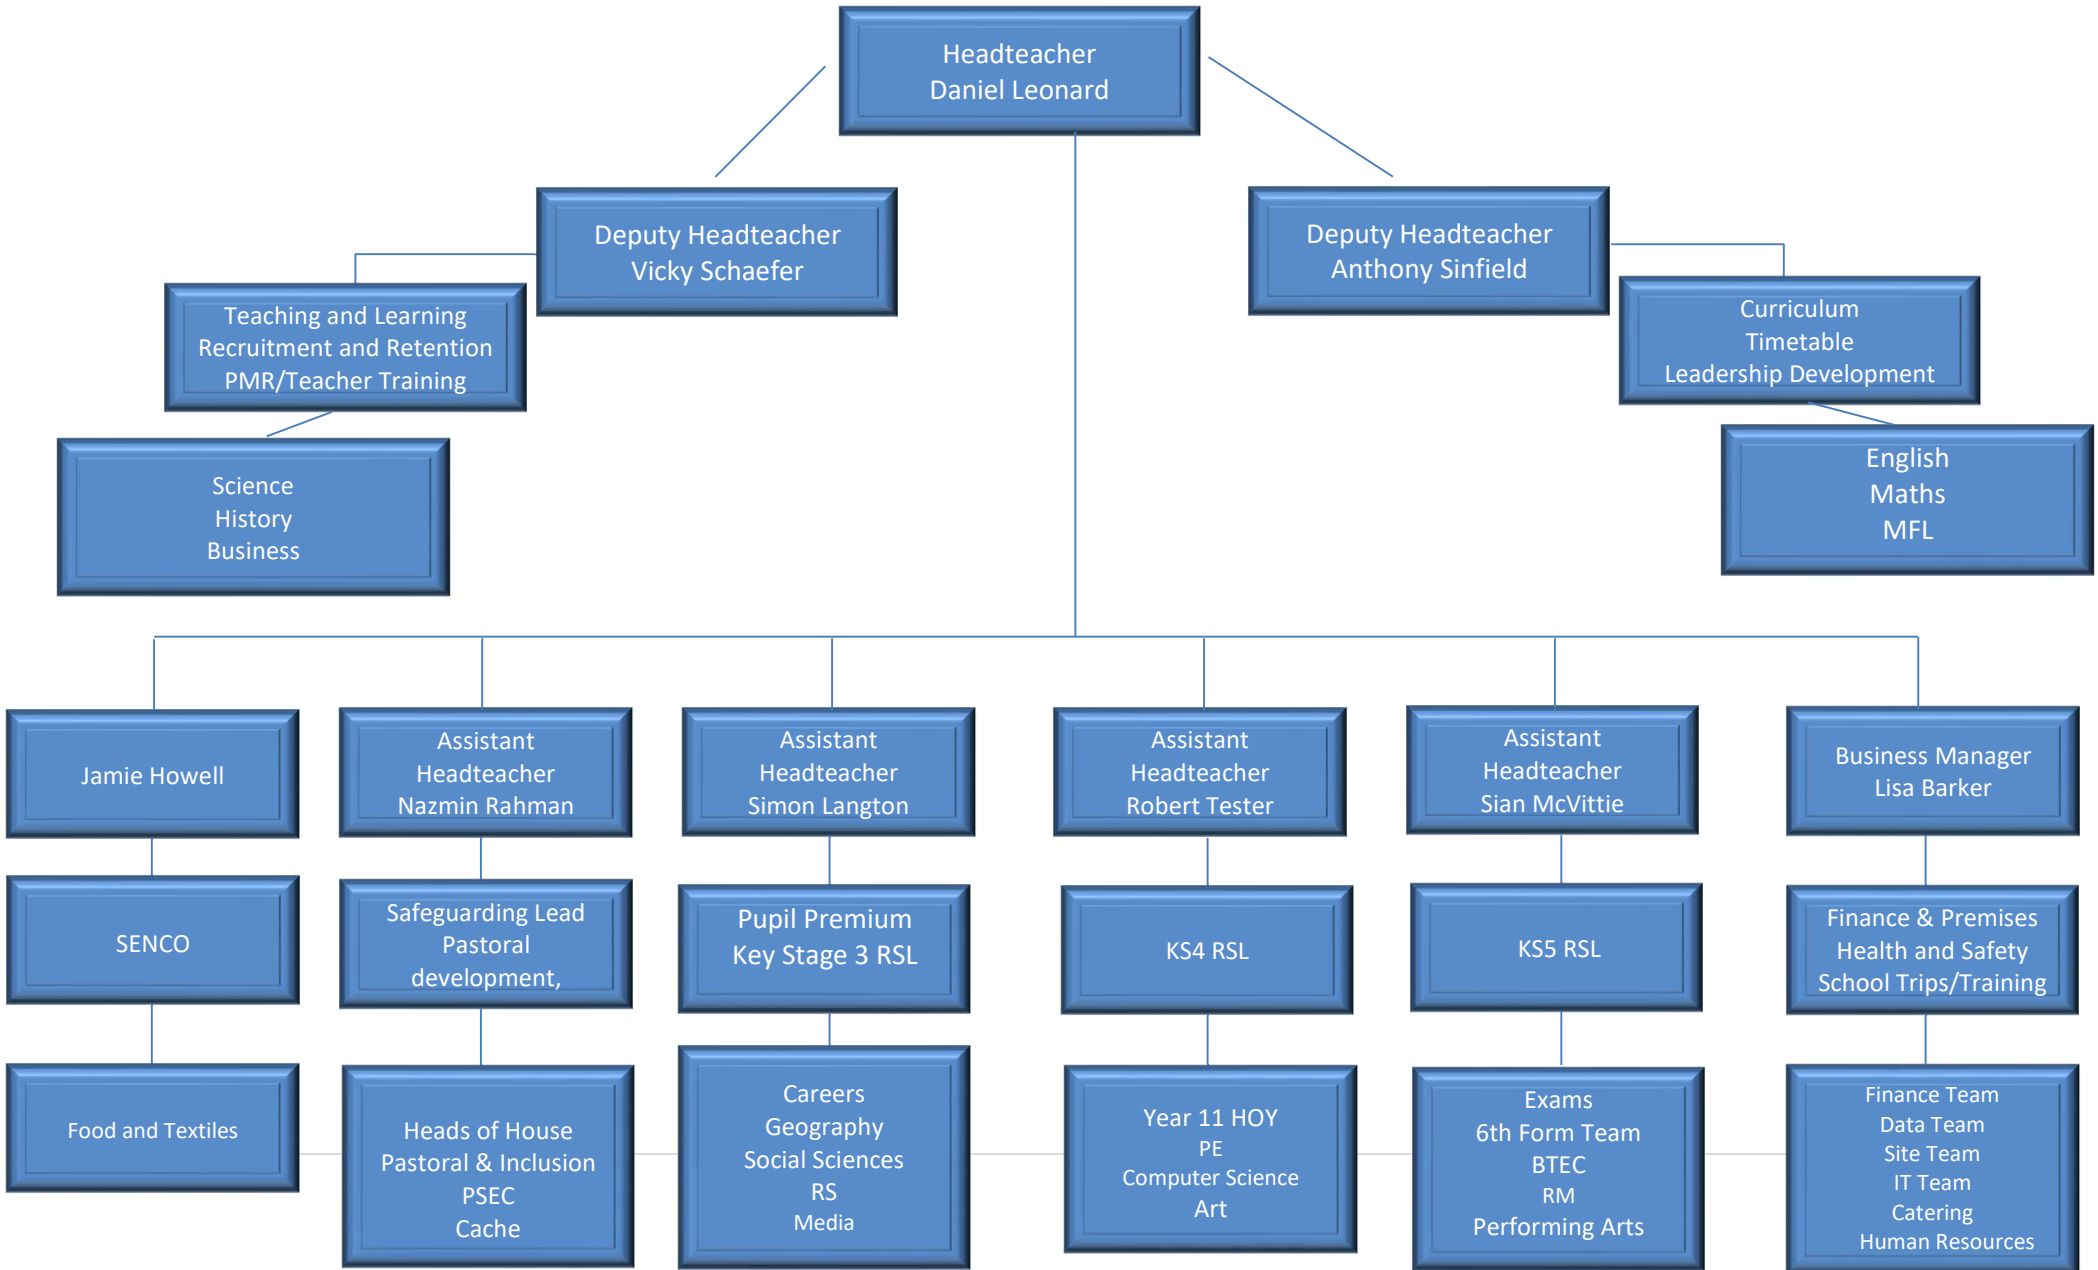 Headteacher
Daniel Leonard
Deputy Headteacher
Vicky Schaefer
Deputy Headteacher
Anthony Sinfield
Teaching and Learning
Recruitment and Retention
PMR/Teacher Training
Curriculum
Timetable
Leadership Development
Science
History
Business
English
Maths
MFL
Jamie Howell
Assistant
Headteacher
Nazmin Rahman
Assistant
Headteacher
Simon Langton
Assistant
Headteacher
Robert Tester
Assistant
Headteacher
Sian McVittie
Business Manager
Lisa Barker
SENCO
Safeguarding Lead
Pastoral
development,
Pupil Premium
Key Stage 3 RSL
KS4 RSL
KS5 RSL
Finance & Premises
Health and Safety
School Trips/Training
Food and Textiles
Heads of House
Pastoral & Inclusion
PSEC
Cache
Careers
Geography
Social Sciences
RS
Media
Year 11 HOY
PE
Computer Science
Art
Exams
6th Form Team
BTEC
RM
Performing Arts
Finance Team
Data Team
Site Team
IT Team
Catering
Human Resources